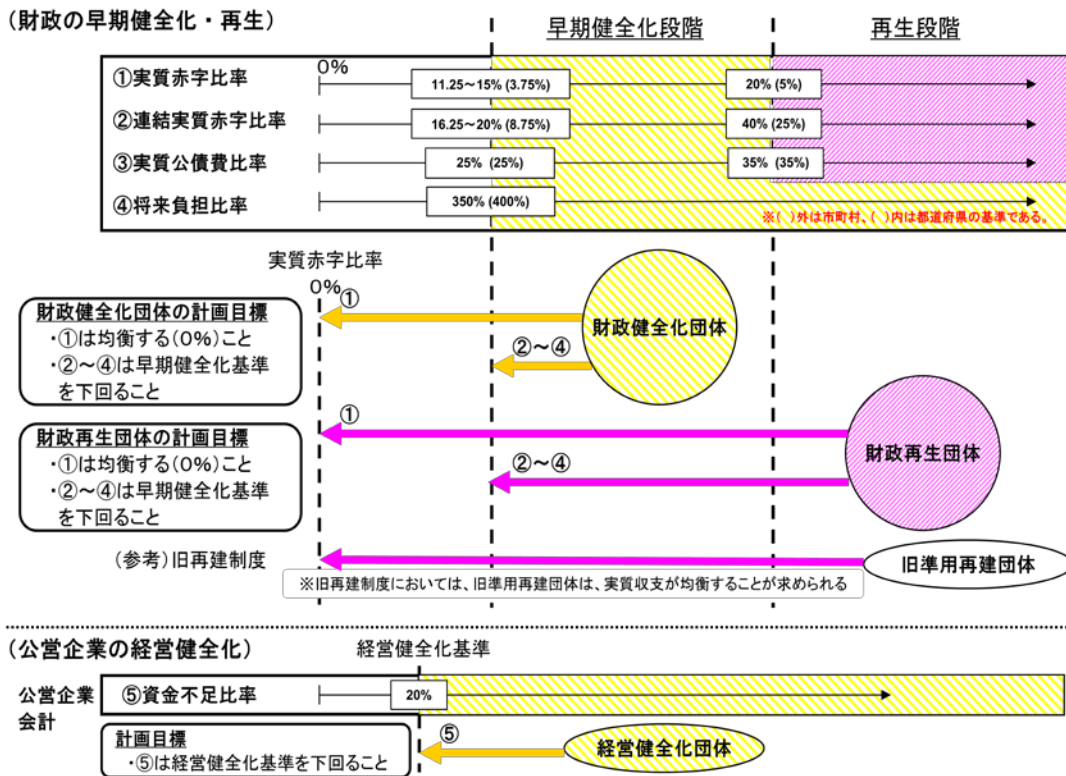 (財政の早期健全化・再生)
早期健全化段階
再生段階
0%
①実質赤字比率
11.25~15% (3.75%)
20% (5%)
②連結実質赤字比率
16.25~20% (8.75%)
40% (25%)
③実質公債費比率
25% (25%)
35% (35%)
④将来負担比率
350% (400%)
※( )外は市町村、( )内は都道府県の基準である。
実質赤字比率
0%
財政健全化団体の計画目標
・①は均衡する(0%)こと
・②~④は早期健全化基準
を下回ること
①
②~④
財政健全化団体
財政再生団体の計画目標
・①は均衡する(0%)こと
・②~④は早期健全化基準
を下回ること
①
②~④
財政再生団体
(参考)旧再建制度
旧準用再建団体
※旧再建制度においては、旧準用再建団体は、実質収支が均衡することが求められる
(公営企業の経営健全化)
経営健全化基準
公営企業
会計
⑤資金不足比率
20%
計画目標
・⑤は経営健全化基準を下回ること
⑤
経営健全化団体